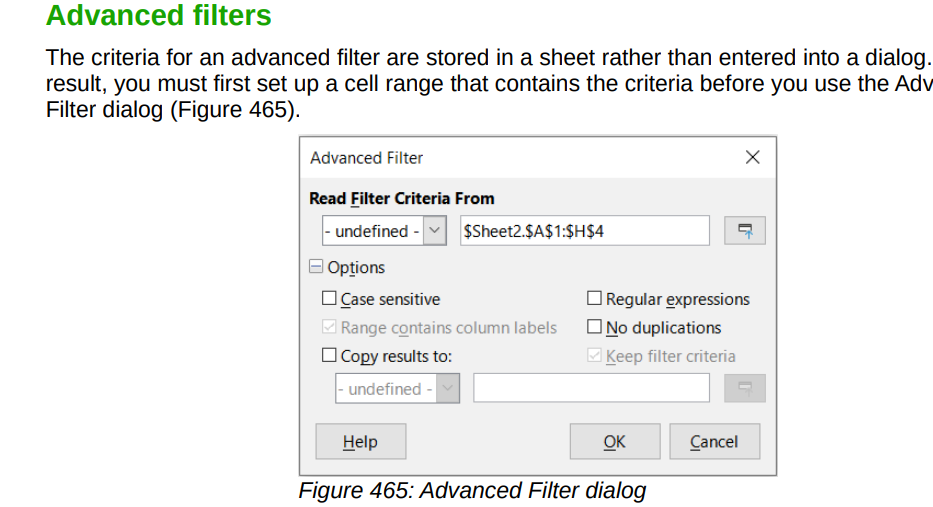 Advanced filters
The criteria for an advanced filter are stored in a sheet rather than entered into a dialog.
result, you must first set up a cell range that contains the criteria before you use the Adv
Filter dialog (Figure 465).
Advanced Filter
Read Filter Criteria From
- undefined - $Sheet2.$A$1:$H$4
Options
Case sensitive Regular expressions
Range contains column labels No duplications
Copy results to: Keep filter criteria
- undefined -
Help OK Cancel
Figure 465: Advanced Filter dialog